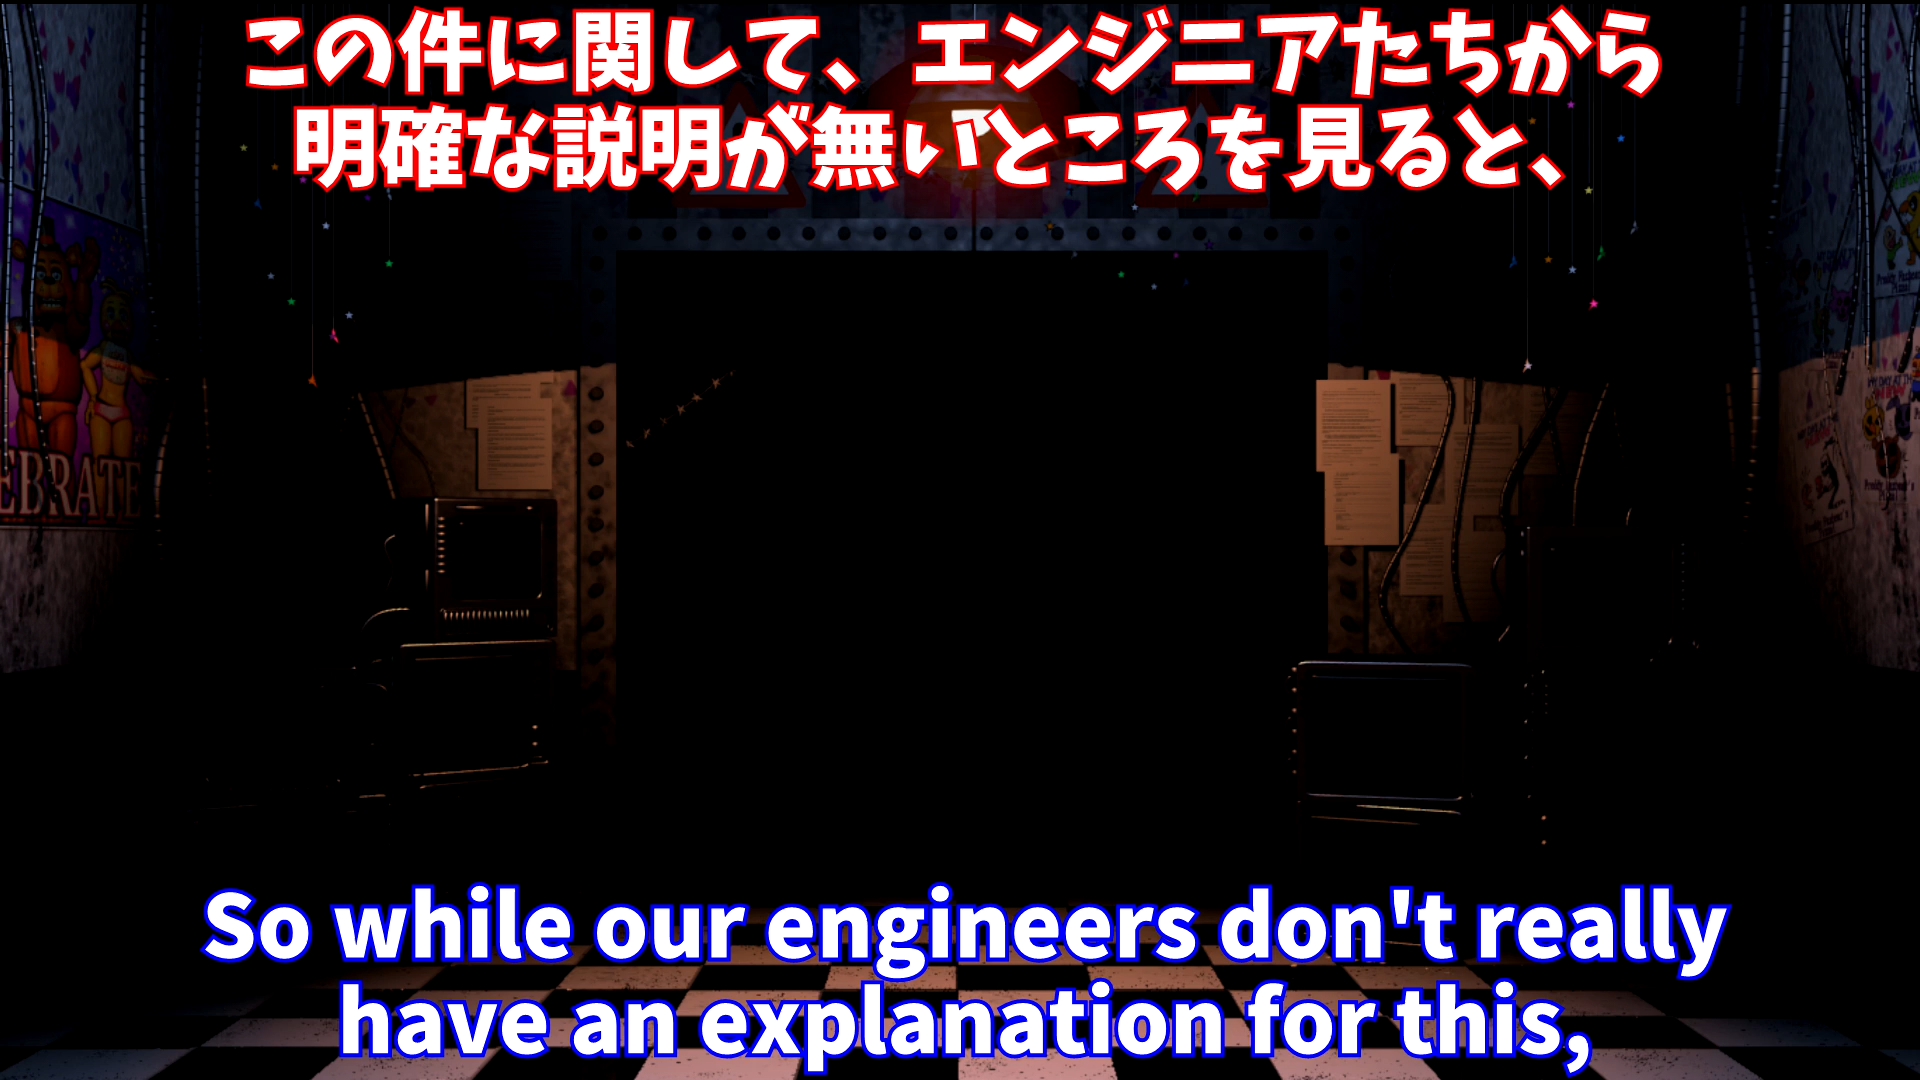 この件に関して、エンジニアたちから
明確な説明が無いところを見ると、
EBRATE
So while our engineers don't really
have an explanation for this,